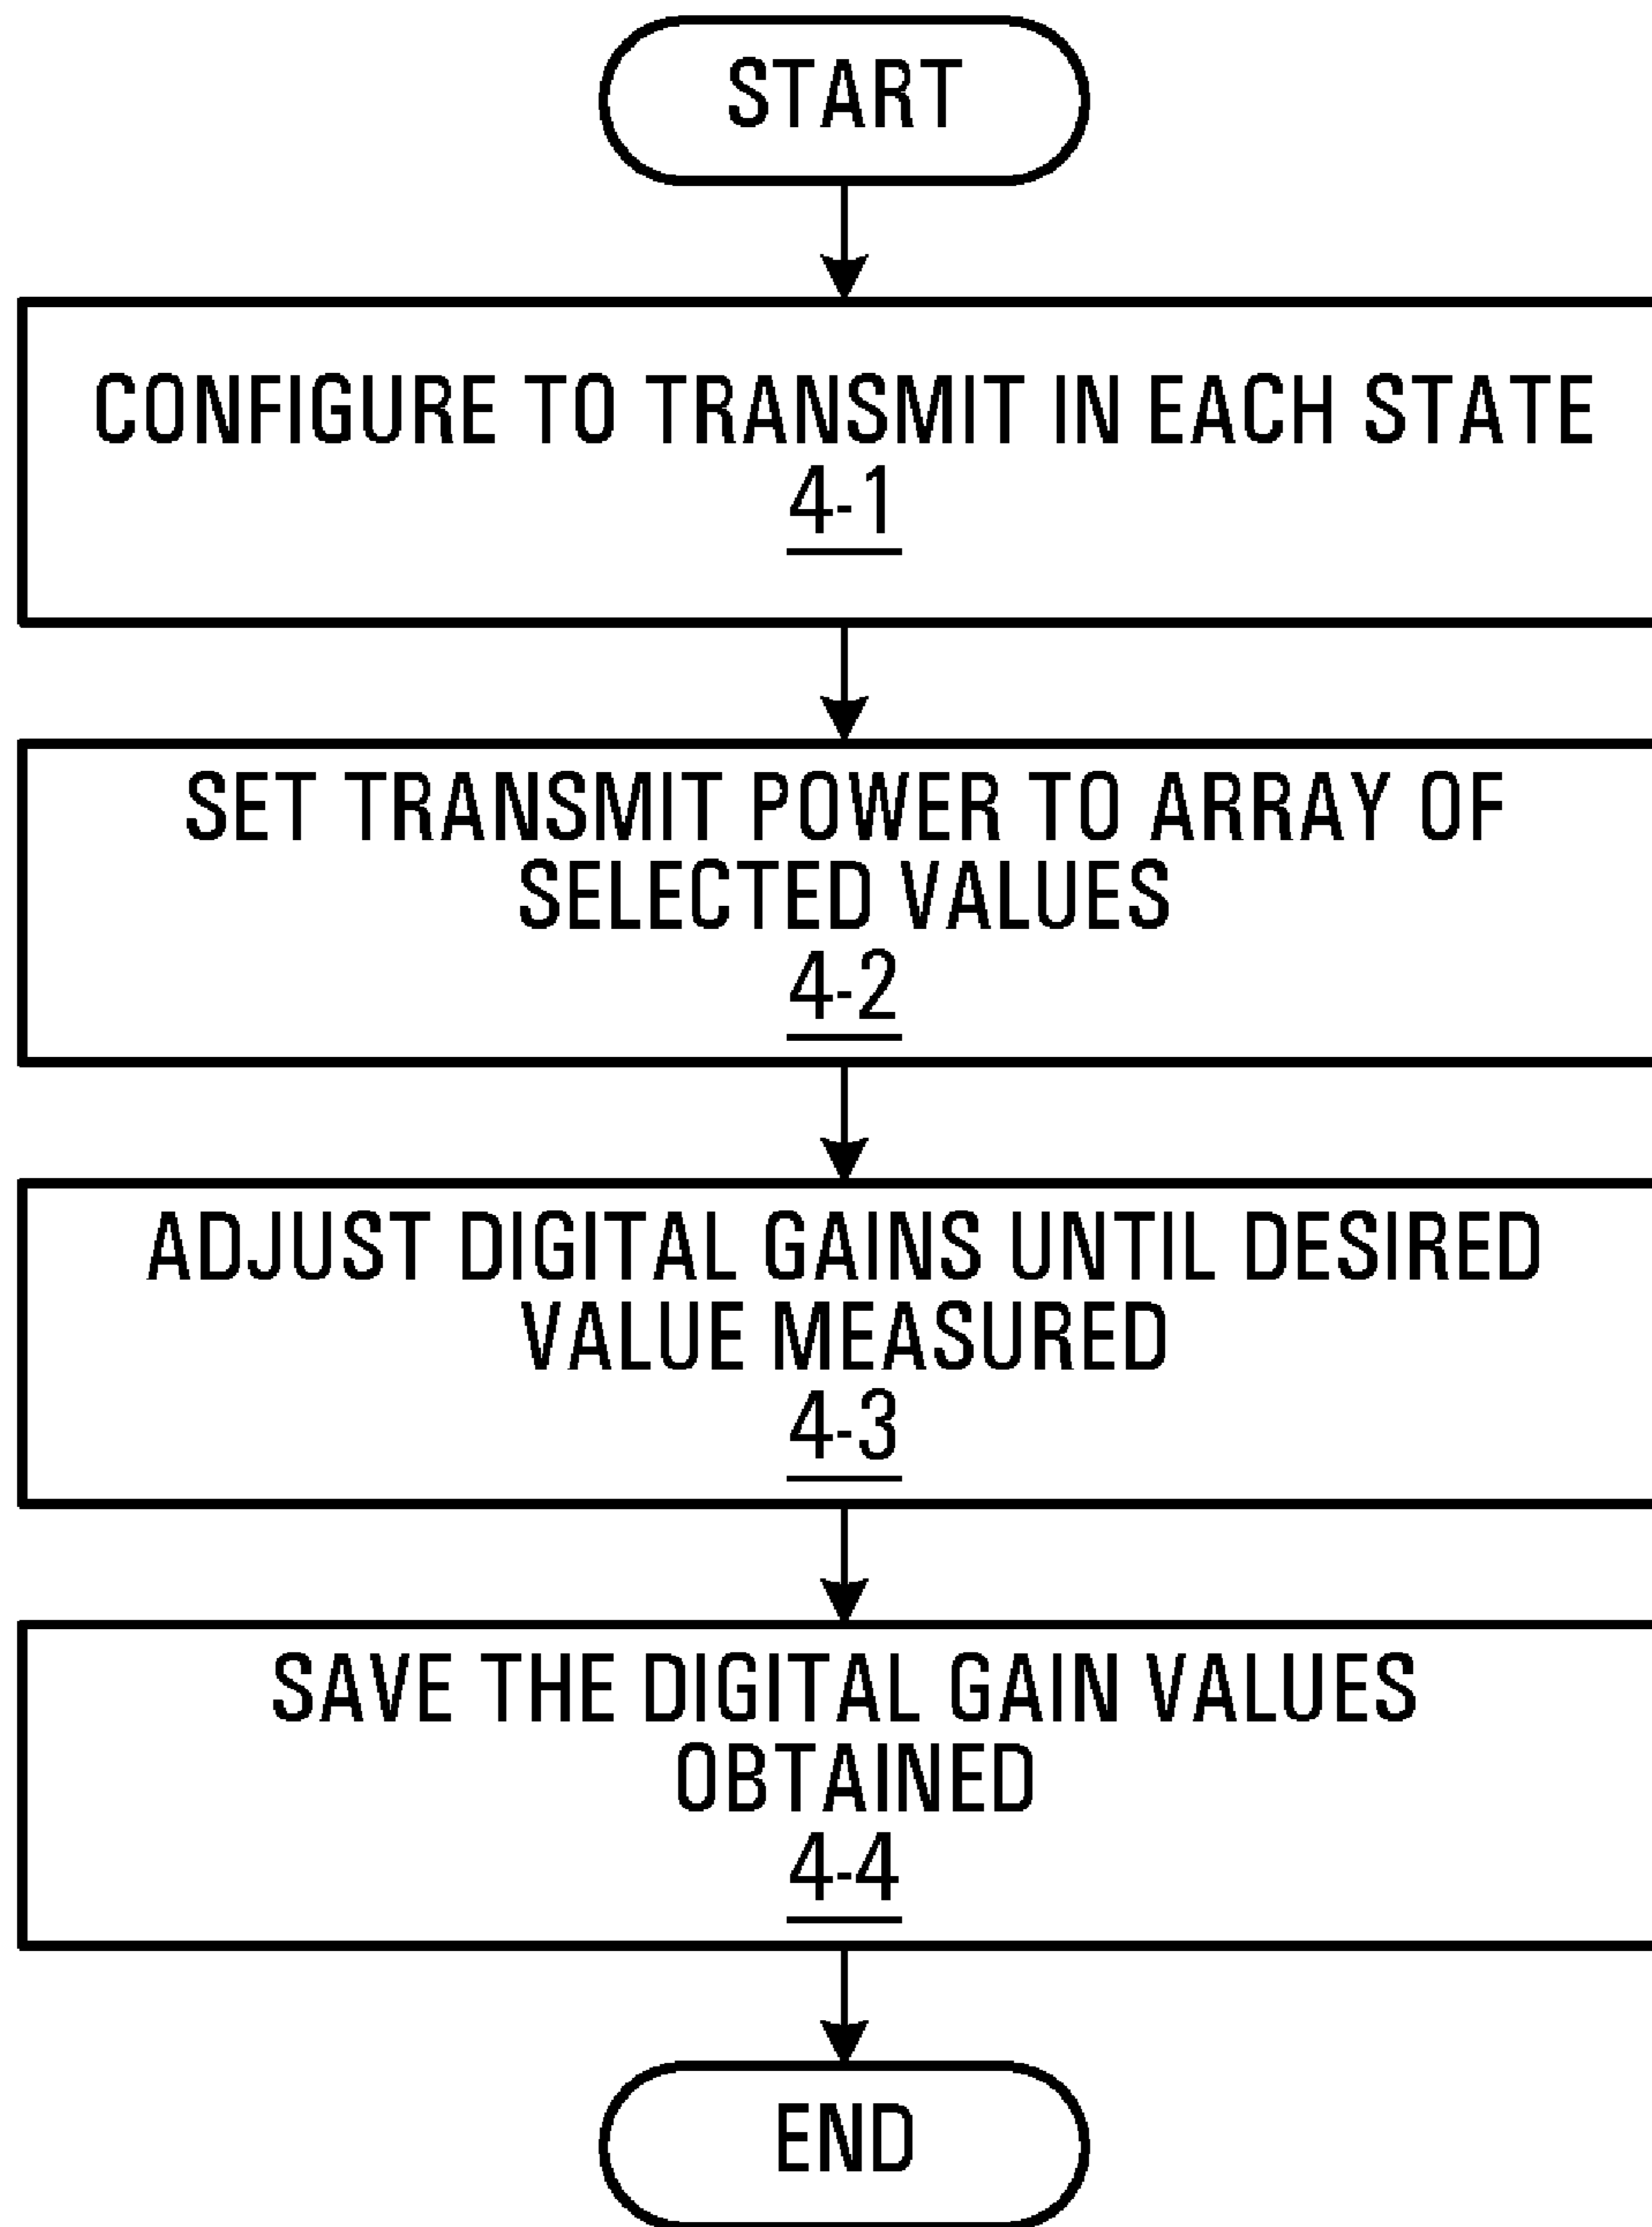 START
CONFIGURE TO TRANSMIT IN EACH STATE
4-1
SET TRANSMIT POWER TO ARRAY OF
SELECTED VALUES
4-2
ADJUST DIGITAL GAINS UNTIL DESIRED
VALUE MEASURED
4-3
SAVE THE DIGITAL GAIN VALUES
OBTAINED
4-4
END